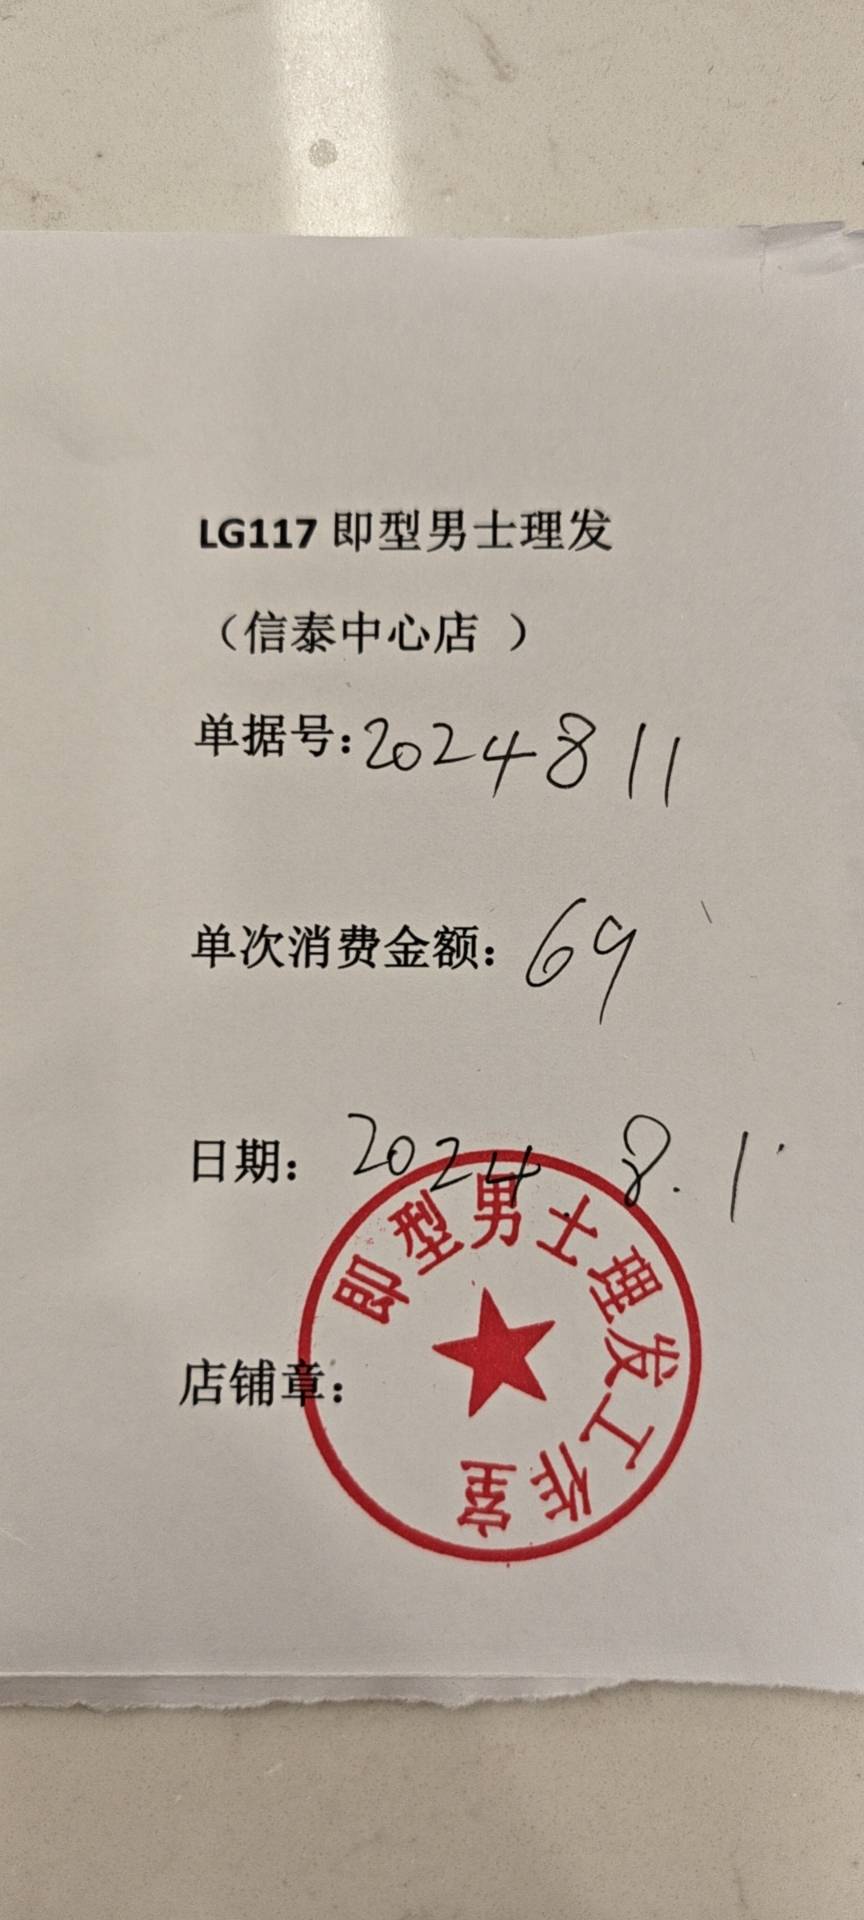 LG117 即型男士理发
（信泰中心店 ）
单据号:2024811
单次消费金额: 69
日期: 2024 8.1
店铺章:
即型男士理发工作室